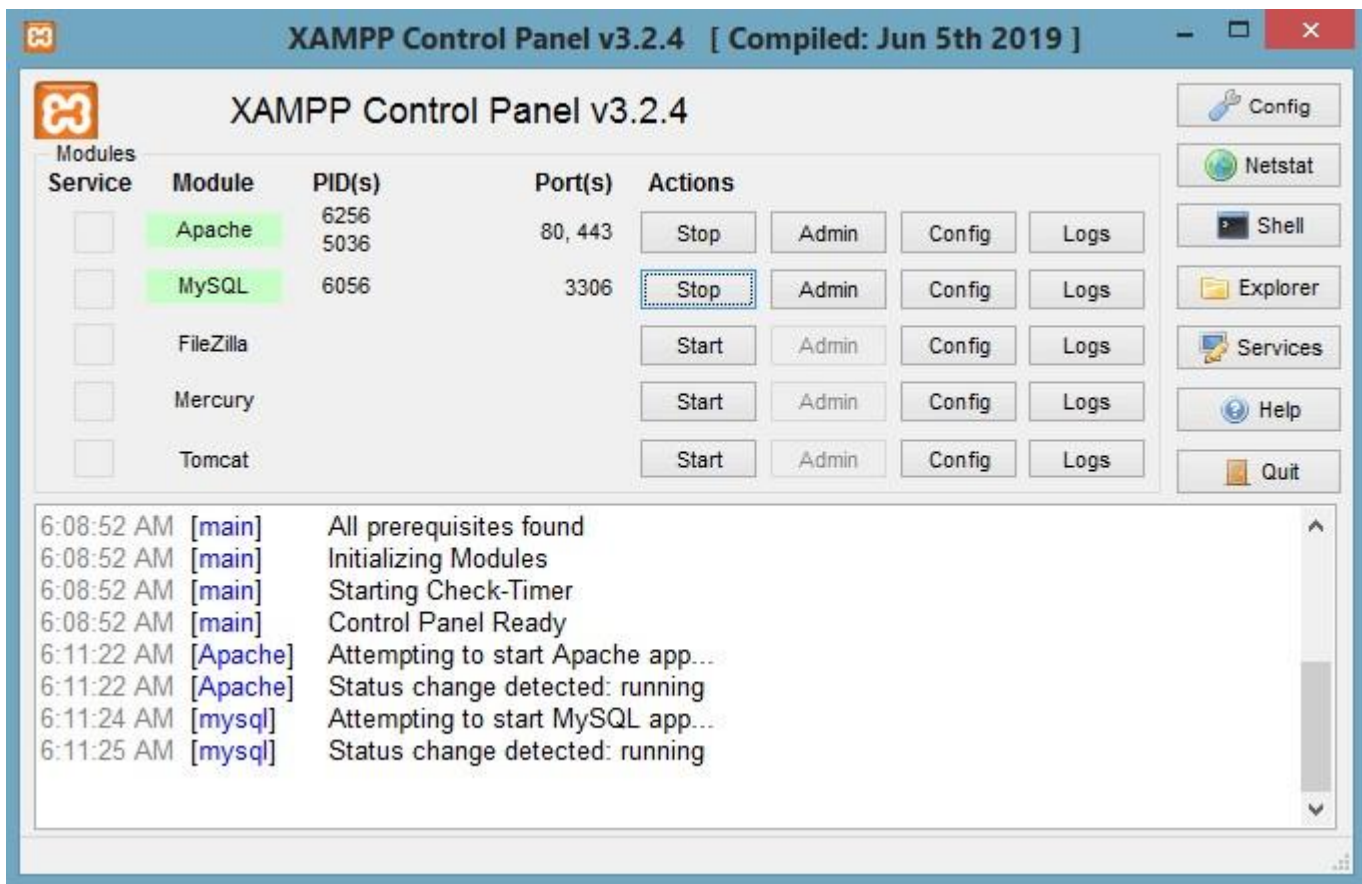 XAMPP Control Panel v3.2.4 [ Compiled: Jun 5th 2019 ]
XAMPP Control Panel v3.2.4
Config
Modules
Netstat
Service Module PID(s) Port(s) Actions
Apache 6256 5036 80, 443 Stop Admin Config Logs
Shell
MySQL 6056 3306 Stop Admin Config Logs
Explorer
FileZilla Start Admin Config Logs
Services
Mercury Start Admin Config Logs
Help
Tomcat Start Admin Config Logs
Quit
6:08:52 AM [main] All prerequisites found
6:08:52 AM [main] Initializing Modules
6:08:52 AM [main] Starting Check-Timer
6:08:52 AM [main] Control Panel Ready
6:11:22 AM [Apache] Attempting to start Apache app...
6:11:22 AM [Apache] Status change detected: running
6:11:24 AM [mysql] Attempting to start MySQL app...
6:11:25 AM [mysql] Status change detected: running